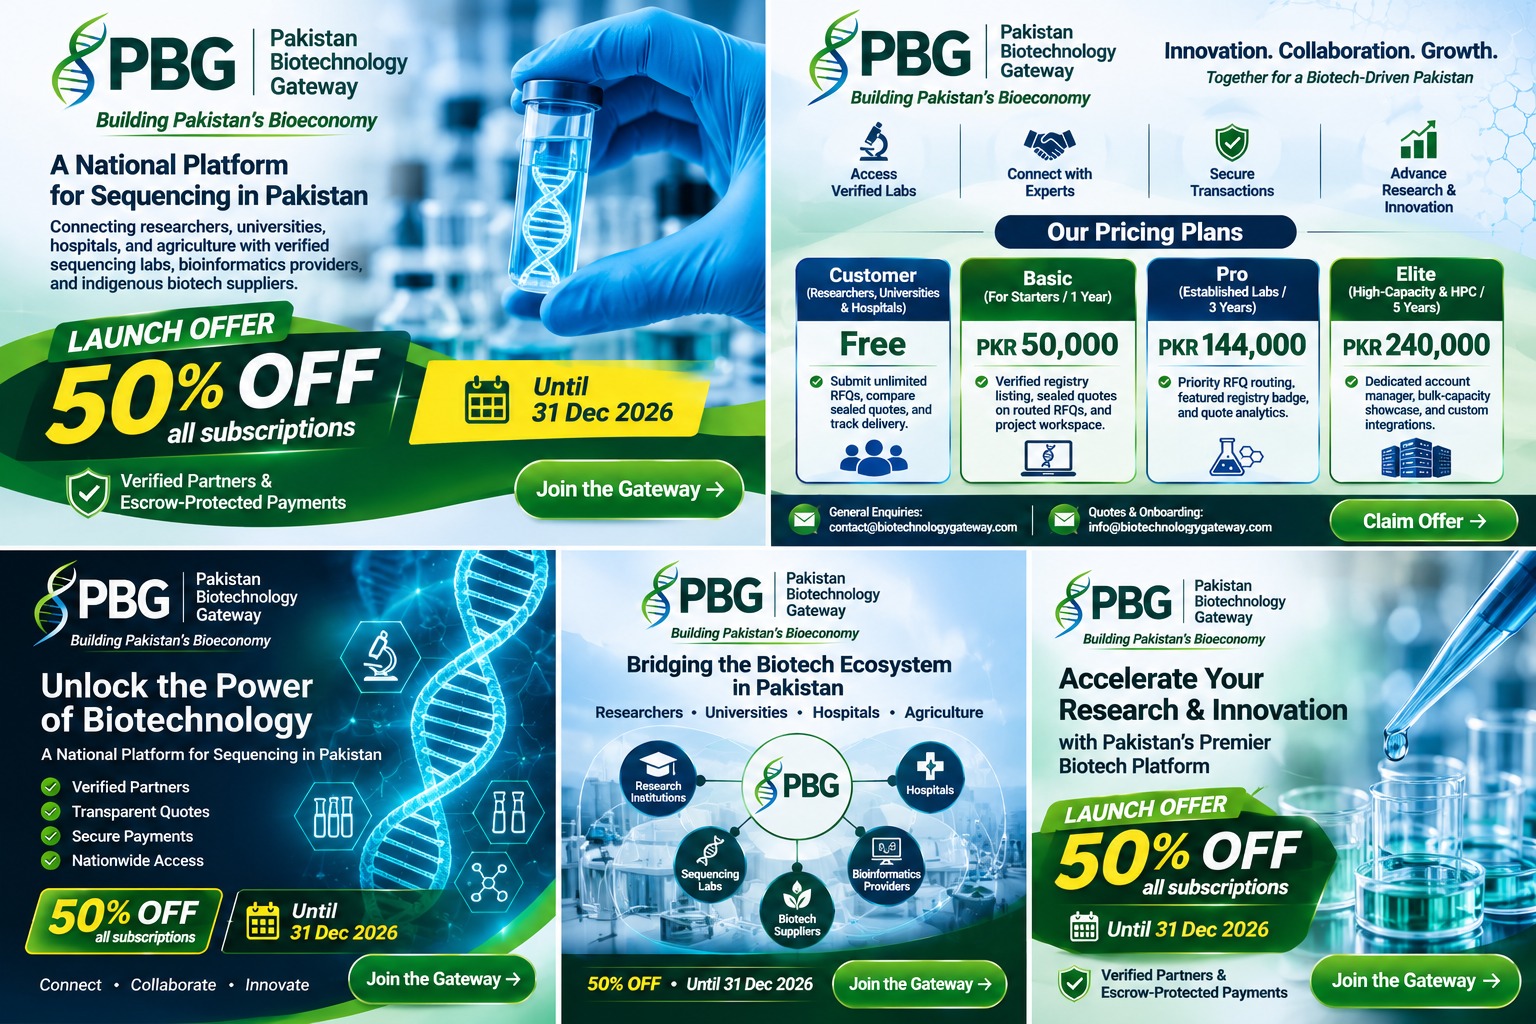 PBG
Pakistan
Biotechnology
Gateway
Building Pakistan's Bioeconomy
A National Platform
for Sequencing in Pakistan
Connecting researchers, universities,
hospitals, and agriculture with verified
sequencing labs, bioinformatics providers,
and indigenous biotech suppliers.
LAUNCH OFFER
50% OFF
all subscriptions
Until
31 Dec 2026
Verified Partners &
Escrow-Protected Payments
Join the Gateway →
PBG
Pakistan
Biotechnology
Gateway
Building Pakistan's Bioeconomy
Innovation. Collaboration. Growth.
Together for a Biotech-Driven Pakistan
Access
Verified Labs
Connect with
Experts
Secure
Transactions
Advance
Research &
Innovation
Our Pricing Plans
Customer
(Researchers, Universities
& Hospitals)
Free
Submit unlimited
RFQs, compare
sealed quotes, and
track delivery.
Basic
(For Starters / 1 Year)
PKR 50,000
Verified registry
listing, sealed quotes
on routed RFQs, and
project workspace.
Pro
(Established Labs /
3 Years)
PKR 144,000
Priority RFQ routing,
featured registry badge,
and quote analytics.
Elite
(High-Capacity & HPC /
5 Years)
PKR 240,000
Dedicated account
manager, bulk-capacity
showcase, and custom
integrations.
General Enquiries:
contact@biotechnologygateway.com
Quotes & Onboarding:
info@biotechnologygateway.com
Claim Offer →
PBG
Pakistan
Biotechnology
Gateway
Building Pakistan's Bioeconomy
Unlock the Power
of Biotechnology
A National Platform for Sequencing in Pakistan
Verified Partners
Transparent Quotes
Secure Payments
Nationwide Access
50% OFF
all subscriptions
Until
31 Dec 2026
Connect • Collaborate • Innovate
Join the Gateway →
PBG
Pakistan
Biotechnology
Gateway
Building Pakistan's Bioeconomy
Bridging the Biotech Ecosystem
in Pakistan
Researchers • Universities • Hospitals • Agriculture
Research
Institutions
PBG
Hospitals
Sequencing
Labs
Bioinformatics
Providers
Biotech
Suppliers
50% OFF • Until 31 Dec 2026
Join the Gateway →
PBG
Pakistan
Biotechnology
Gateway
Building Pakistan's Bioeconomy
Accelerate Your
Research & Innovation
with Pakistan's Premier
Biotech Platform
LAUNCH OFFER
50% OFF
all subscriptions
Until 31 Dec 2026
Verified Partners &
Escrow-Protected Payments
Join the Gateway →